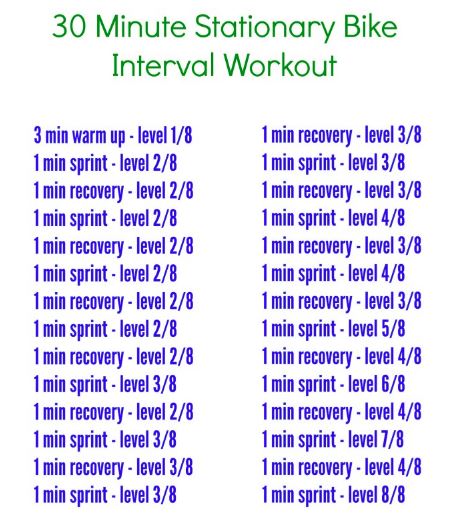 30 Minute Stationary Bike
Interval Workout
3 min warm up - level 1/8
1 min sprint - level 2/8
1 min recovery - level 2/8
1 min sprint - level 2/8
1 min recovery - level 2/8
1 min sprint - level 2/8
1 min recovery - level 2/8
1 min sprint - level 2/8
1 min recovery - level 2/8
1 min sprint - level 3/8
1 min recovery - level 2/8
1 min sprint - level 3/8
1 min recovery - level 3/8
1 min sprint - level 3/8
1 min recovery - level 3/8
1 min sprint - level 3/8
1 min recovery - level 3/8
1 min sprint - level 4/8
1 min recovery - level 3/8
1 min sprint - level 4/8
1 min recovery - level 3/8
1 min sprint - level 5/8
1 min recovery - level 4/8
1 min sprint - level 6/8
1 min recovery - level 4/8
1 min sprint - level 7/8
1 min recovery - level 4/8
1 min sprint - level 8/8